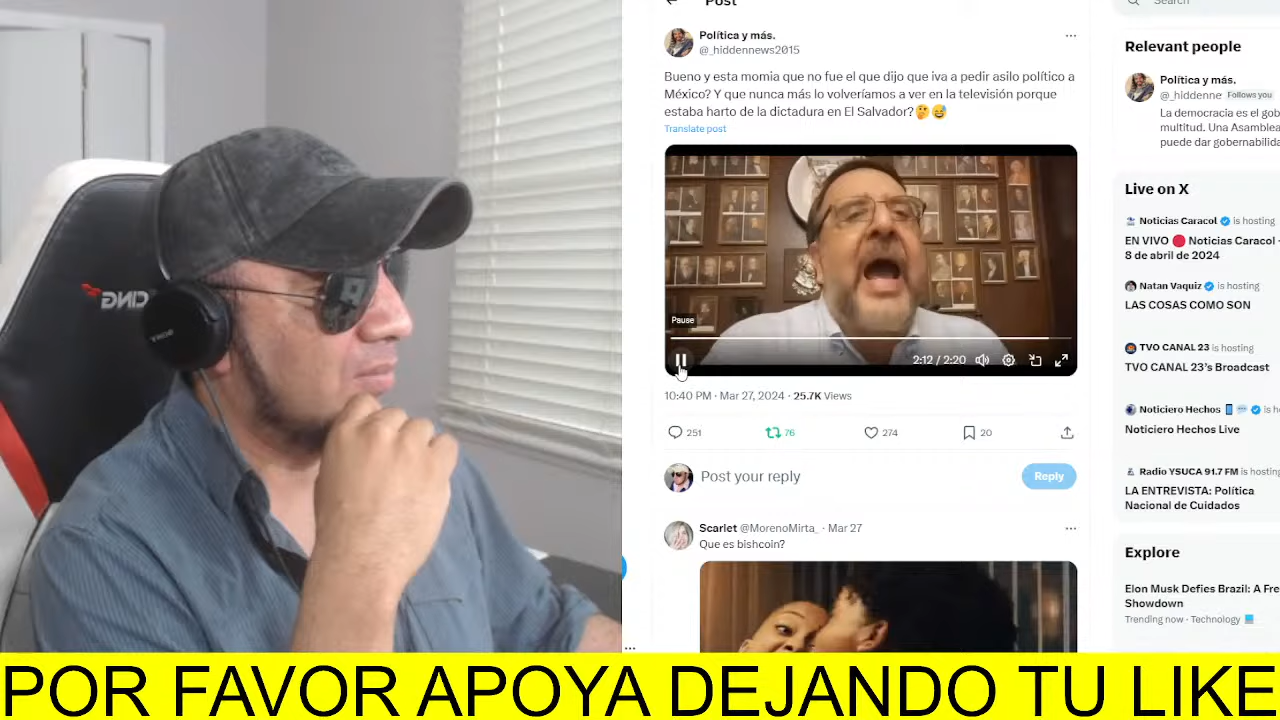 Post
Search
Política y más.
@_hiddennews2015
Bueno y esta momia que no fue el que dijo que iva a pedir asilo político a
México? Y que nunca más lo volveríamos a ver en la televisión porque
estaba harto de la dictadura en El Salvador?🤔😅
Translate post
Pause
2:12 / 2:20
10:40 PM · Mar 27, 2024 · 25.7K Views
251
76
274
20
Post your reply
Reply
Scarlet @MorenoMirta_ · Mar 27
Que es bishcoin?
Relevant people
Política y más.
@_hiddenne Follows you
La democracia es el gob
multitud. Una Asamblea
puede dar gobernabilida
Live on X
Noticias Caracol is hosting
EN VIVO 🔴 Noticias Caracol -
8 de abril de 2024
Natan Vaquiz is hosting
LAS COSAS COMO SON
TVO CANAL 23 is hosting
TVO CANAL 23's Broadcast
Noticiero Hechos is h
Noticiero Hechos Live
Radio YSUCA 91.7 FM is hosting
LA ENTREVISTA: Política
Nacional de Cuidados
Explore
Elon Musk Defies Brazil: A Fre
Showdown
Trending now · Technology
POR FAVOR APOYA DEJANDO TU LIKE